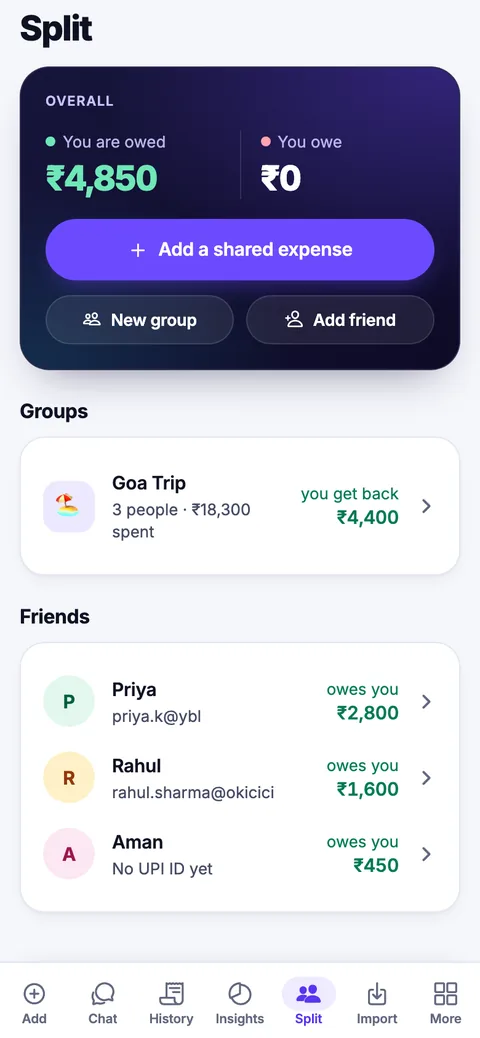 Split
OVERALL
You are owed
₹4,850
You owe
₹0
+ Add a shared expense
New group
Add friend
Groups
Goa Trip
3 people · ₹18,300
spent
you get back
₹4,400
Friends
P
Priya
priya.k@ybl
owes you
₹2,800
R
Rahul
rahul.sharma@okicici
owes you
₹1,600
A
Aman
No UPI ID yet
owes you
₹450
Add
Chat
History
Insights
Split
Import
More